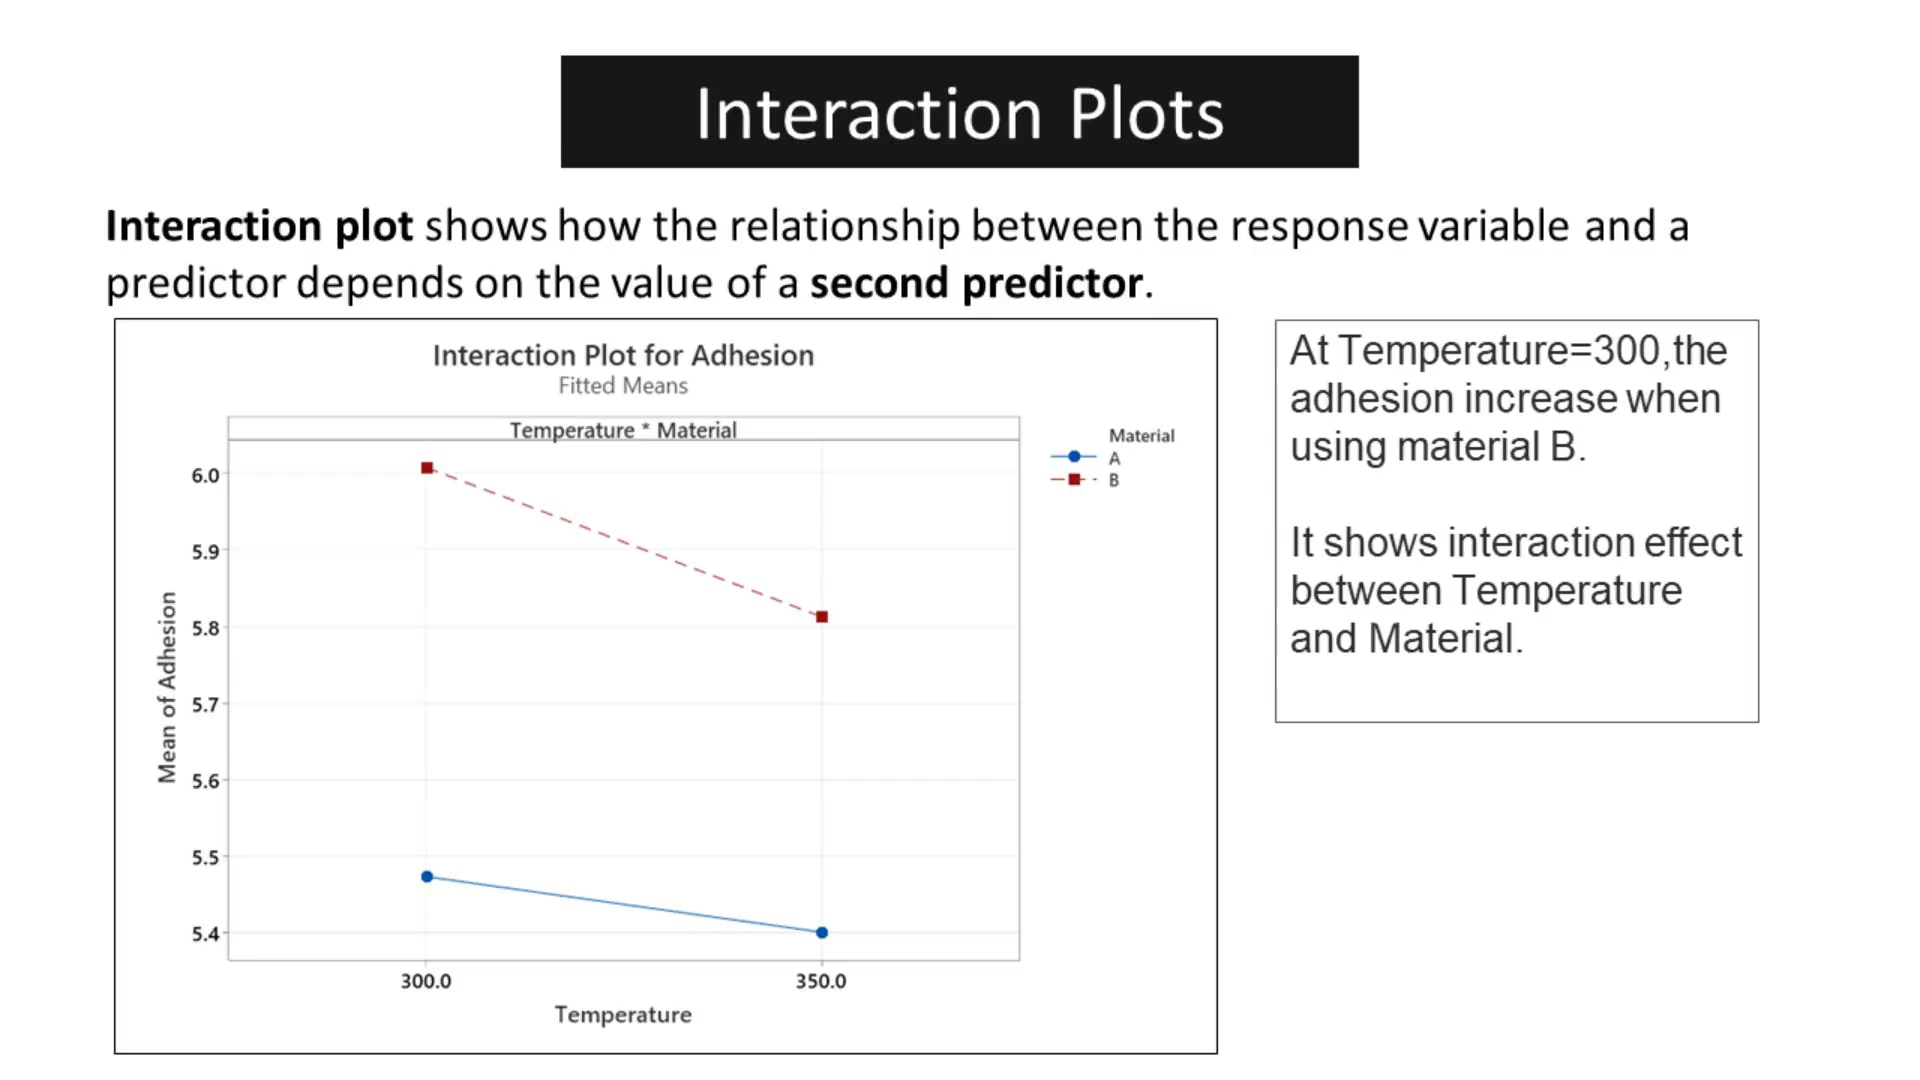 Interaction Plots
Interaction plot shows how the relationship between the response variable and a
predictor depends on the value of a second predictor.
Interaction Plot for Adhesion
Fitted Means
Temperature * Material
Material
A
B
6.0
5.9
5.8
5.7
5.6
5.5
5.4
Mean of Adhesion
300.0
350.0
Temperature
At Temperature=300,the
adhesion increase when
using material B.
It shows interaction effect
between Temperature
and Material.